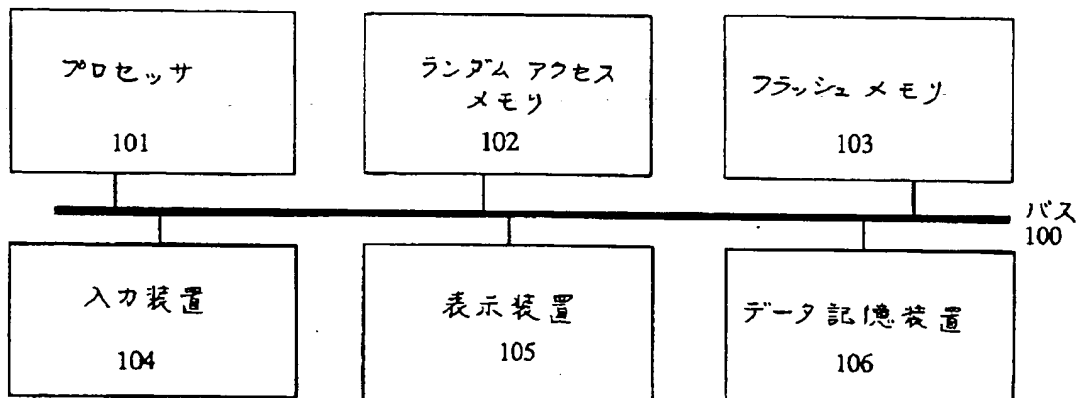 プロセッサ
101
ランダム アクセス
メモリ
102
フラッシュ メモリ
103
バス
100
入力装置
104
表示装置
105
データ記憶装置
106